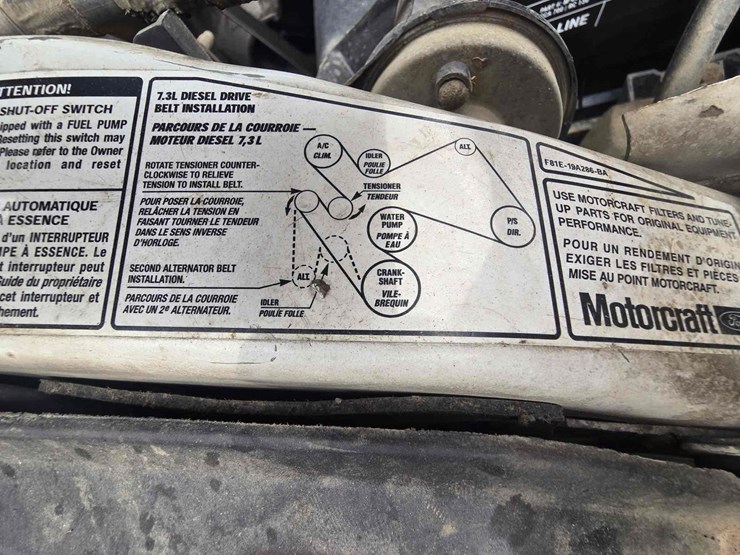 ATTENTION!
SHUT-OFF SWITCH
with a FUEL PUMP
Resetting this switch may
Please refer to the Owner
location and reset
AUTOMATIQUE
À ESSENCE
d'un INTERRUPTEUR
À ESSENCE. Le
interrupteur peut
Guide du propriétaire
cet interrupteur et
7.3L DIESEL DRIVE
BELT INSTALLATION
PARCOURS DE LA COURROIE —
MOTEUR DIESEL 7,3 L
ROTATE TENSIONER COUNTER-
CLOCKWISE TO RELIEVE
TENSION TO INSTALL BELT.
POUR POSER LA COURROIE,
RELÂCHER LA TENSION EN
FAISANT TOURNER LE TENDEUR
DANS LE SENS INVERSE
D'HORLOGE.
SECOND ALTERNATOR BELT
INSTALLATION.
PARCOURS DE LA COURROIE
AVEC UN 2e ALTERNATEUR.
A/C
CLIM.
IDLER
POULIE
FOLLE
ALT.
TENSIONER
TENDEUR
WATER
PUMP
POMPE À
EAU
P/S
DIR.
ALT.
IDLER
POULIE FOLLE
CRANK-
SHAFT
VILE-
BREQUIN
F81E-19A286-BA
USE MOTORCRAFT FILTERS AND TUNE-
UP PARTS FOR ORIGINAL EQUIPMENT
PERFORMANCE.
POUR UN RENDEMENT D'ORIGIN
EXIGER LES FILTRES ET PIÈCES
MISE AU POINT MOTORCRAFT.
Motorcraft
Ford
LINE